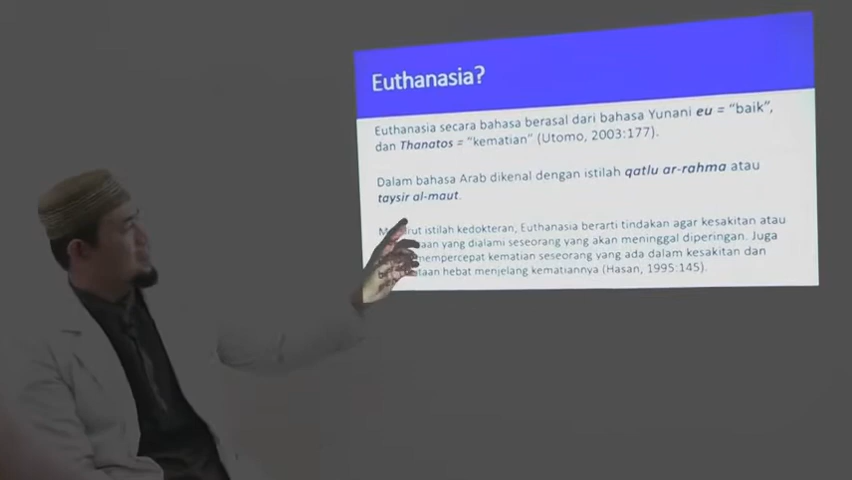 Euthanasia?
Euthanasia secara bahasa berasal dari bahasa Yunani eu = "baik",
dan Thanatos = "kematian" (Utomo, 2003:177).
Dalam bahasa Arab dikenal dengan istilah qatlu ar-rahma atau
taysir al-maut.
istilah kedokteran, Euthanasia berarti tindakan agar kesakitan atau
yang dialami seseorang yang akan meninggal diperingan. Juga
mempercepat kematian seseorang yang ada dalam kesakitan dan
hebat menjelang kematiannya (Hasan, 1995:145).